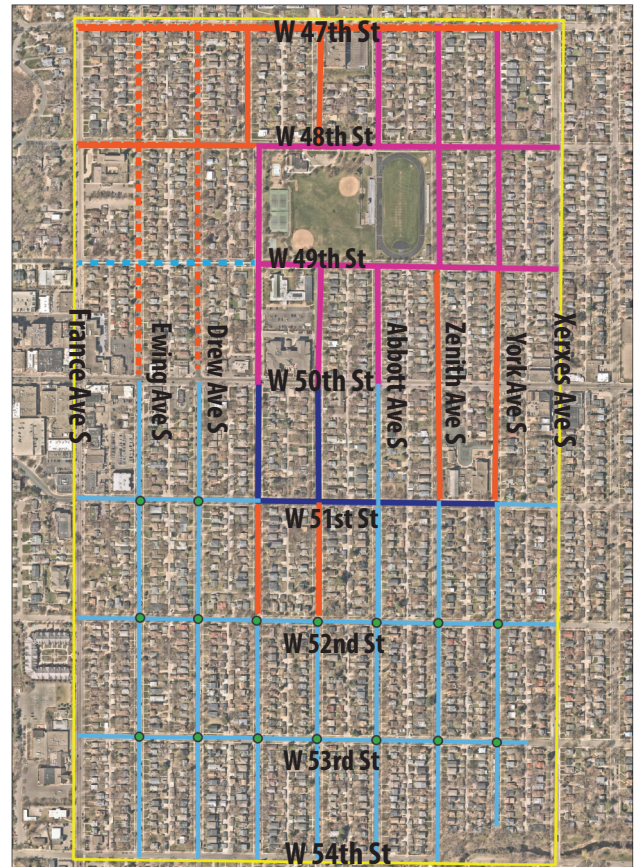 W 47th St
W 48th St
W 49th St
France Ave S
Ewing Ave S
Drew Ave S
W 50th St
Abbott Ave S
Zenith Ave S
York Ave S
Xerxes Ave S
W 51st St
W 52nd St
W 53rd St
W 54th St